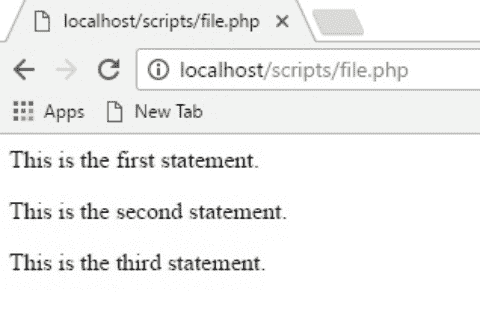 localhost/scripts/file.php
localhost/scripts/file.php
Apps New Tab
This is the first statement.
This is the second statement.
This is the third statement.